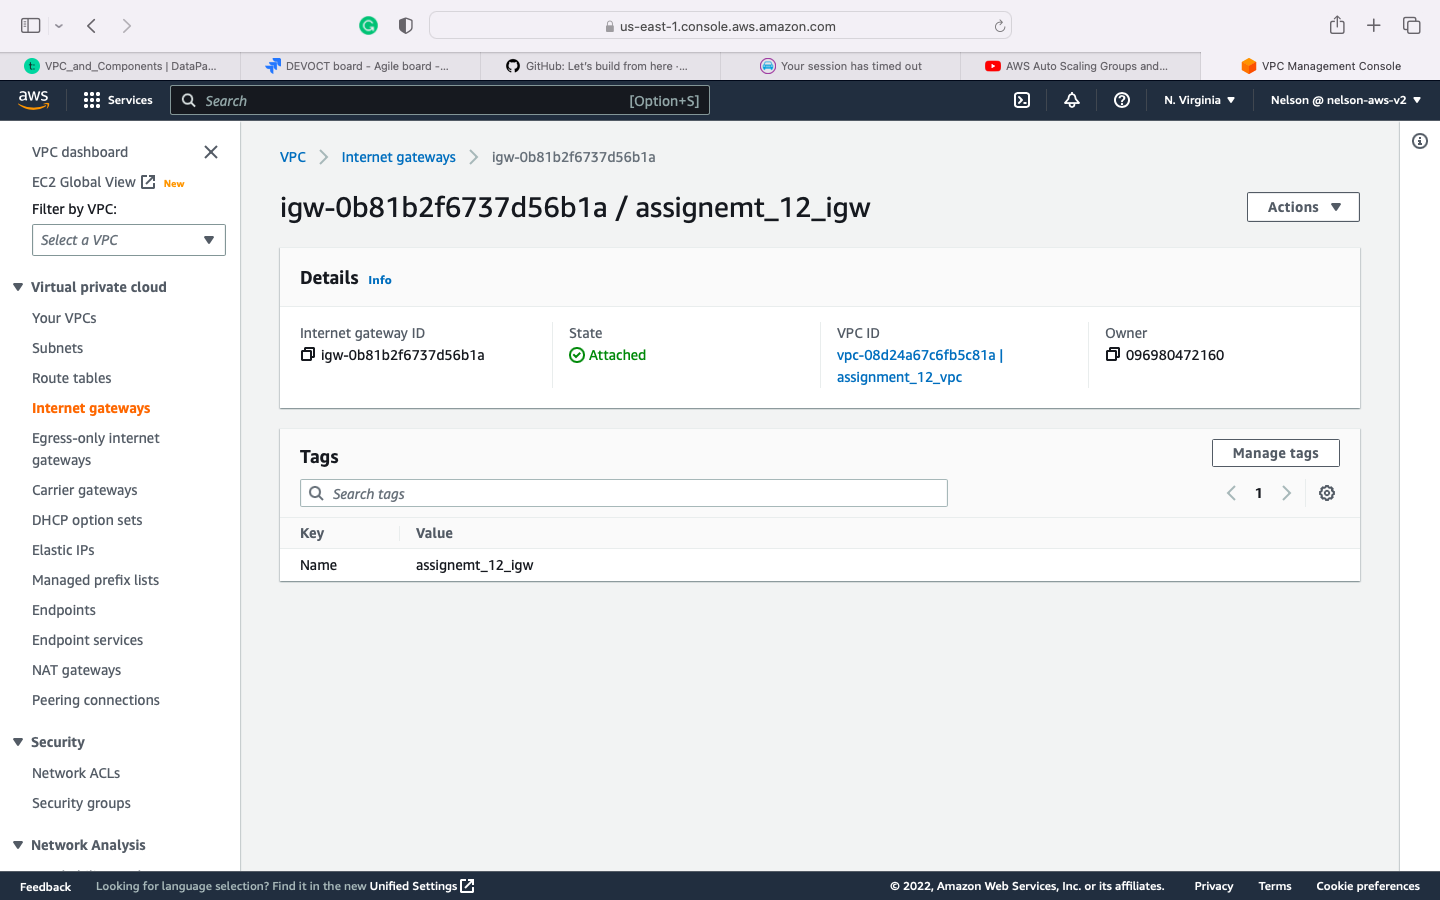 us-east-1.console.aws.amazon.com
VPC_and_Components | DataPa...
DEVOCT board - Agile board -...
GitHub: Let's build from here ·...
Your session has timed out
AWS Auto Scaling Groups and...
VPC Management Console
aws
Services
Search
[Option+S]
N. Virginia
Nelson @ nelson-aws-v2
VPC dashboard
EC2 Global View New
Filter by VPC:
Select a VPC
Virtual private cloud
Your VPCs
Subnets
Route tables
Internet gateways
Egress-only internet
gateways
Carrier gateways
DHCP option sets
Elastic IPs
Managed prefix lists
Endpoints
Endpoint services
NAT gateways
Peering connections
Security
Network ACLs
Security groups
Network Analysis
VPC
Internet gateways
igw-0b81b2f6737d56b1a
igw-0b81b2f6737d56b1a / assignemt_12_igw
Actions
Details Info
Internet gateway ID
igw-0b81b2f6737d56b1a
State
Attached
VPC ID
vpc-08d24a67c6fb5c81a |
assignment_12_vpc
Owner
096980472160
Tags
Manage tags
Search tags
1
Key
Value
Name
assignemt_12_igw
Feedback
Looking for language selection? Find it in the new Unified Settings
© 2022, Amazon Web Services, Inc. or its affiliates.
Privacy
Terms
Cookie preferences